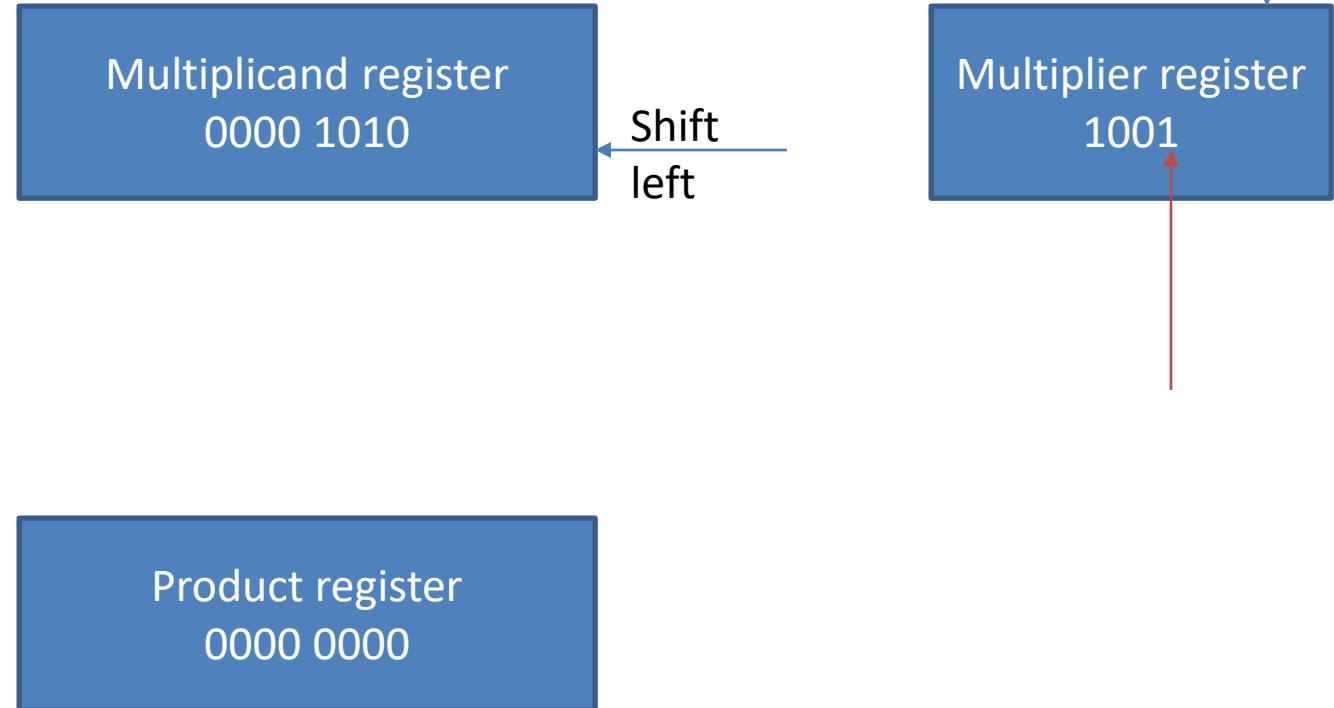 Multiplicand register
0000 1010
Shift
left
Multiplier register
1001
Product register
0000 0000